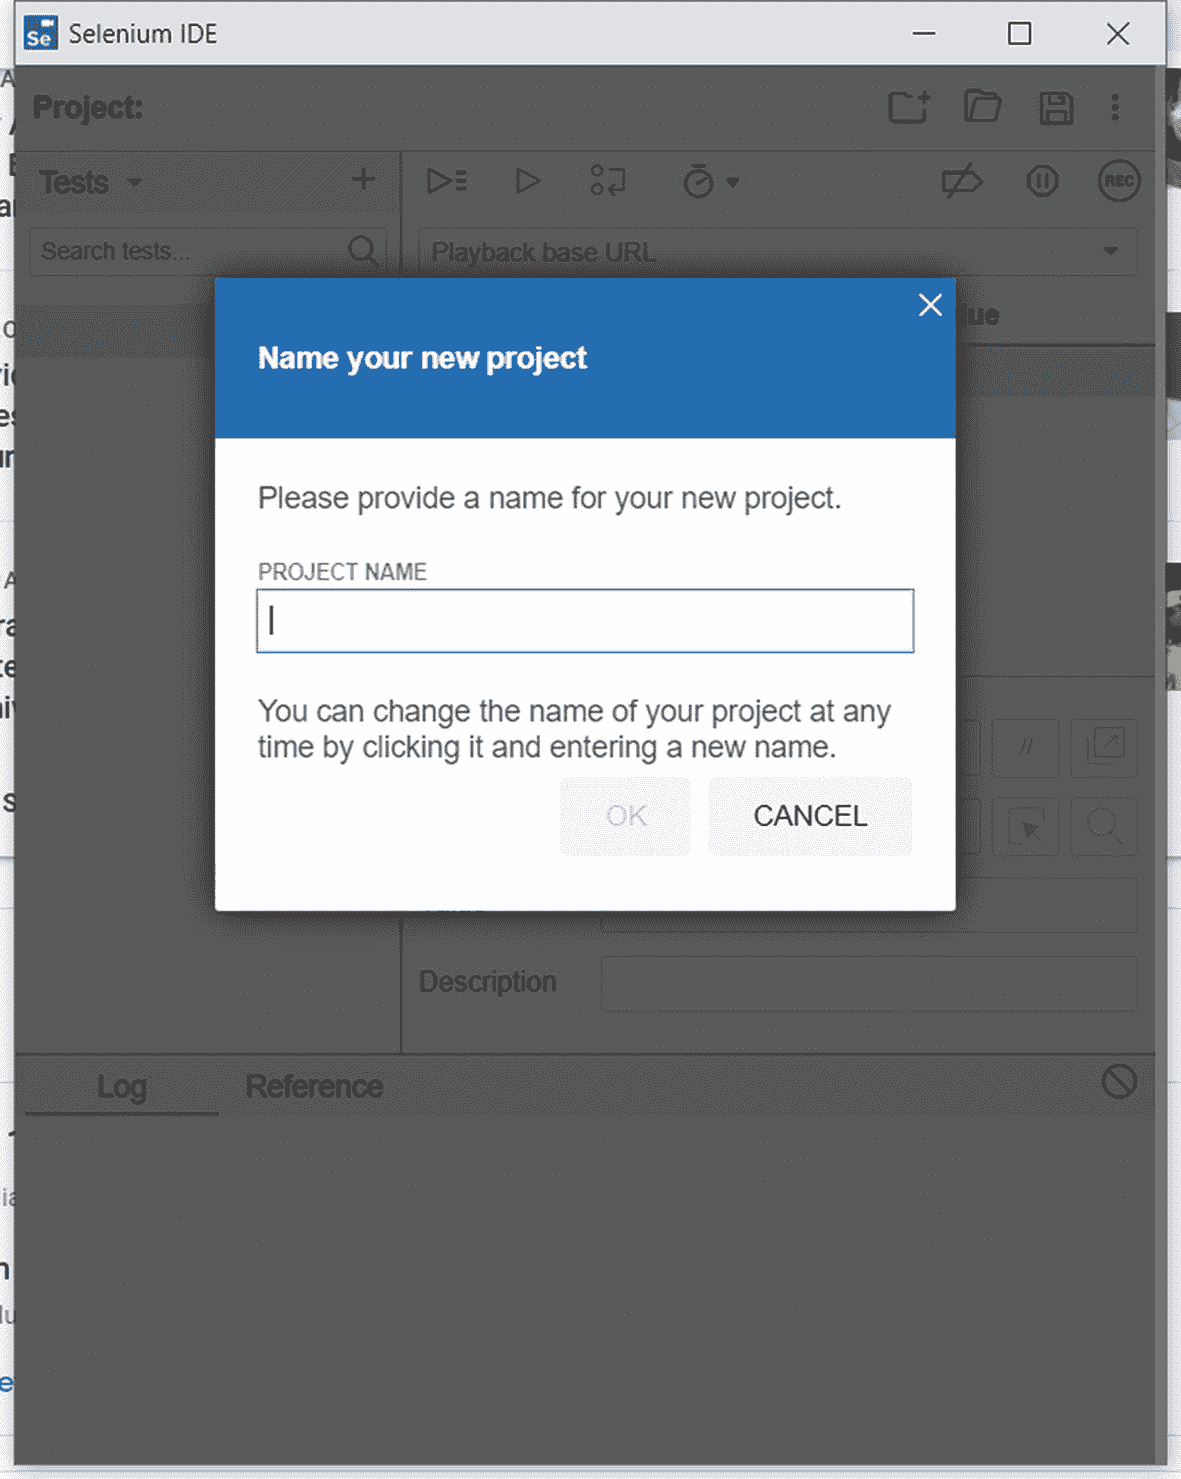 Se Selenium IDE
Project:
Tests
Search tests...
REC
Playback base URL
Name your new project
Please provide a name for your new project.
PROJECT NAME
You can change the name of your project at any
time by clicking it and entering a new name.
OK CANCEL
//
Description
Log Reference